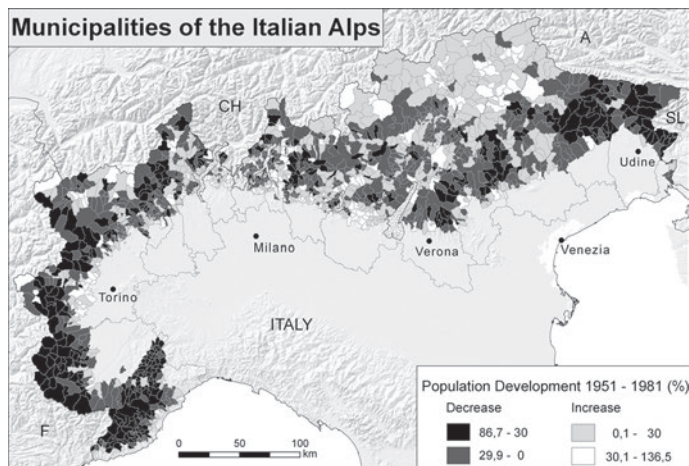 Municipalities of the Italian Alps
A
CH
SL
Udine
Milano
Verona
Venezia
Torino
ITALY
F
0 50 100
km
Population Development 1951 - 1981 (%)
Decrease Increase
86,7 - 30 0,1 - 30
29,9 - 0 30,1 - 136,5